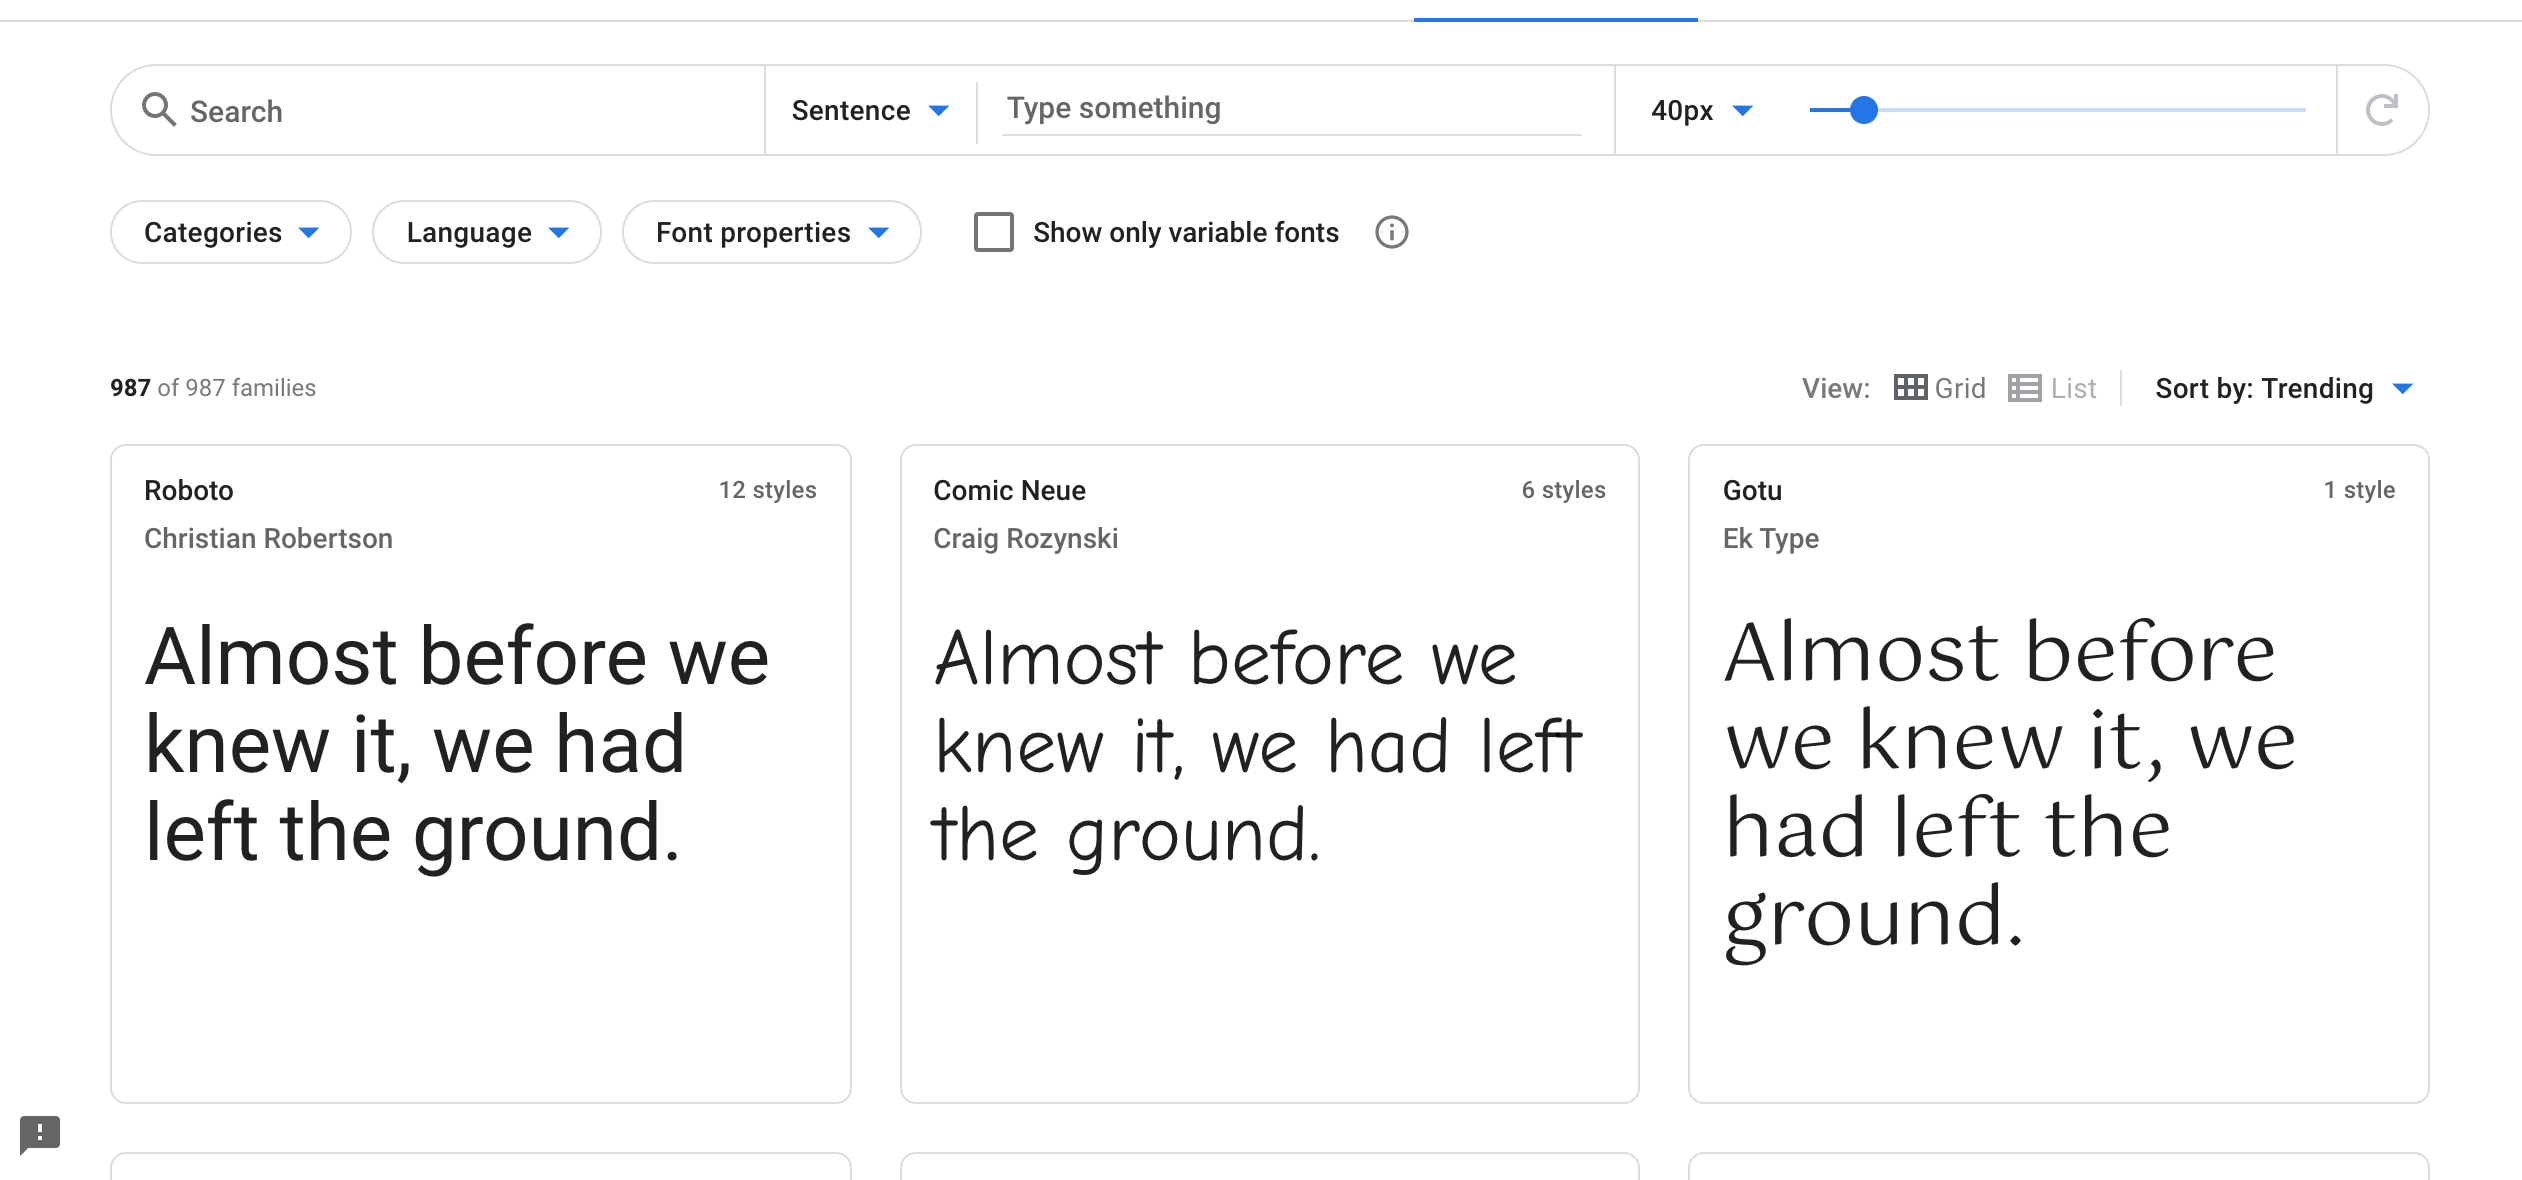 Search
Sentence
Type something
40px
Categories
Language
Font properties
Show only variable fonts
987 of 987 families
View: Grid List
Sort by: Trending
Roboto
12 styles
Christian Robertson
Almost before we
knew it, we had
left the ground.
Comic Neue
6 styles
Craig Rozynski
Almost before we
knew it, we had left
the ground.
Gotu
1 style
Ek Type
Almost before
we knew it, we
had left the
ground.